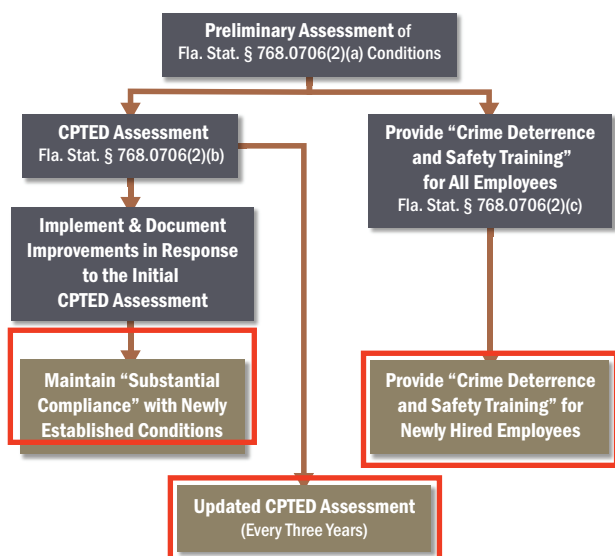 Preliminary Assessment of
Fla. Stat. § 768.0706(2)(a) Conditions
CPTED Assessment
Fla. Stat. § 768.0706(2)(b)
Provide “Crime Deterrence
and Safety Training”
for All Employees
Fla. Stat. § 768.0706(2)(c)
Implement & Document
Improvements in Response
to the Initial
CPTED Assessment
Maintain “Substantial
Compliance” with Newly
Established Conditions
Provide “Crime Deterrence
and Safety Training” for
Newly Hired Employees
Updated CPTED Assessment
(Every Three Years)